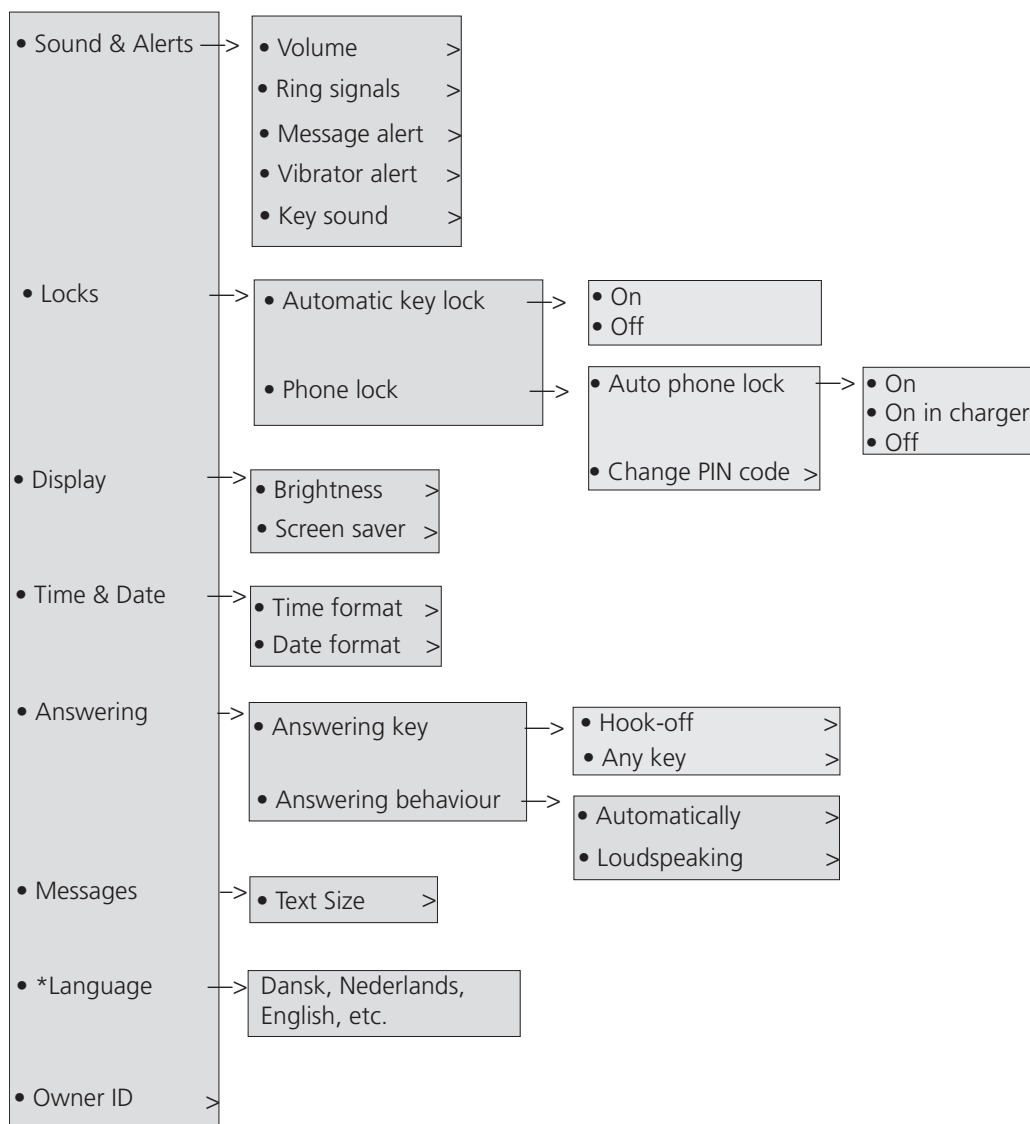 • Sound & Alerts
• Volume >
• Ring signals >
• Message alert >
• Vibrator alert >
• Key sound >
• Locks
• Automatic key lock
• On
• Off
• Phone lock
• Auto phone lock
• On
• On in charger
• Off
• Change PIN code >
• Display
• Brightness >
• Screen saver >
• Time & Date
• Time format >
• Date format >
• Answering
• Answering key
• Hook-off >
• Any key >
• Answering behaviour
• Automatically >
• Loudspeaking >
• Messages
• Text Size >
• *Language
Dansk, Nederlands,
English, etc.
• Owner ID >